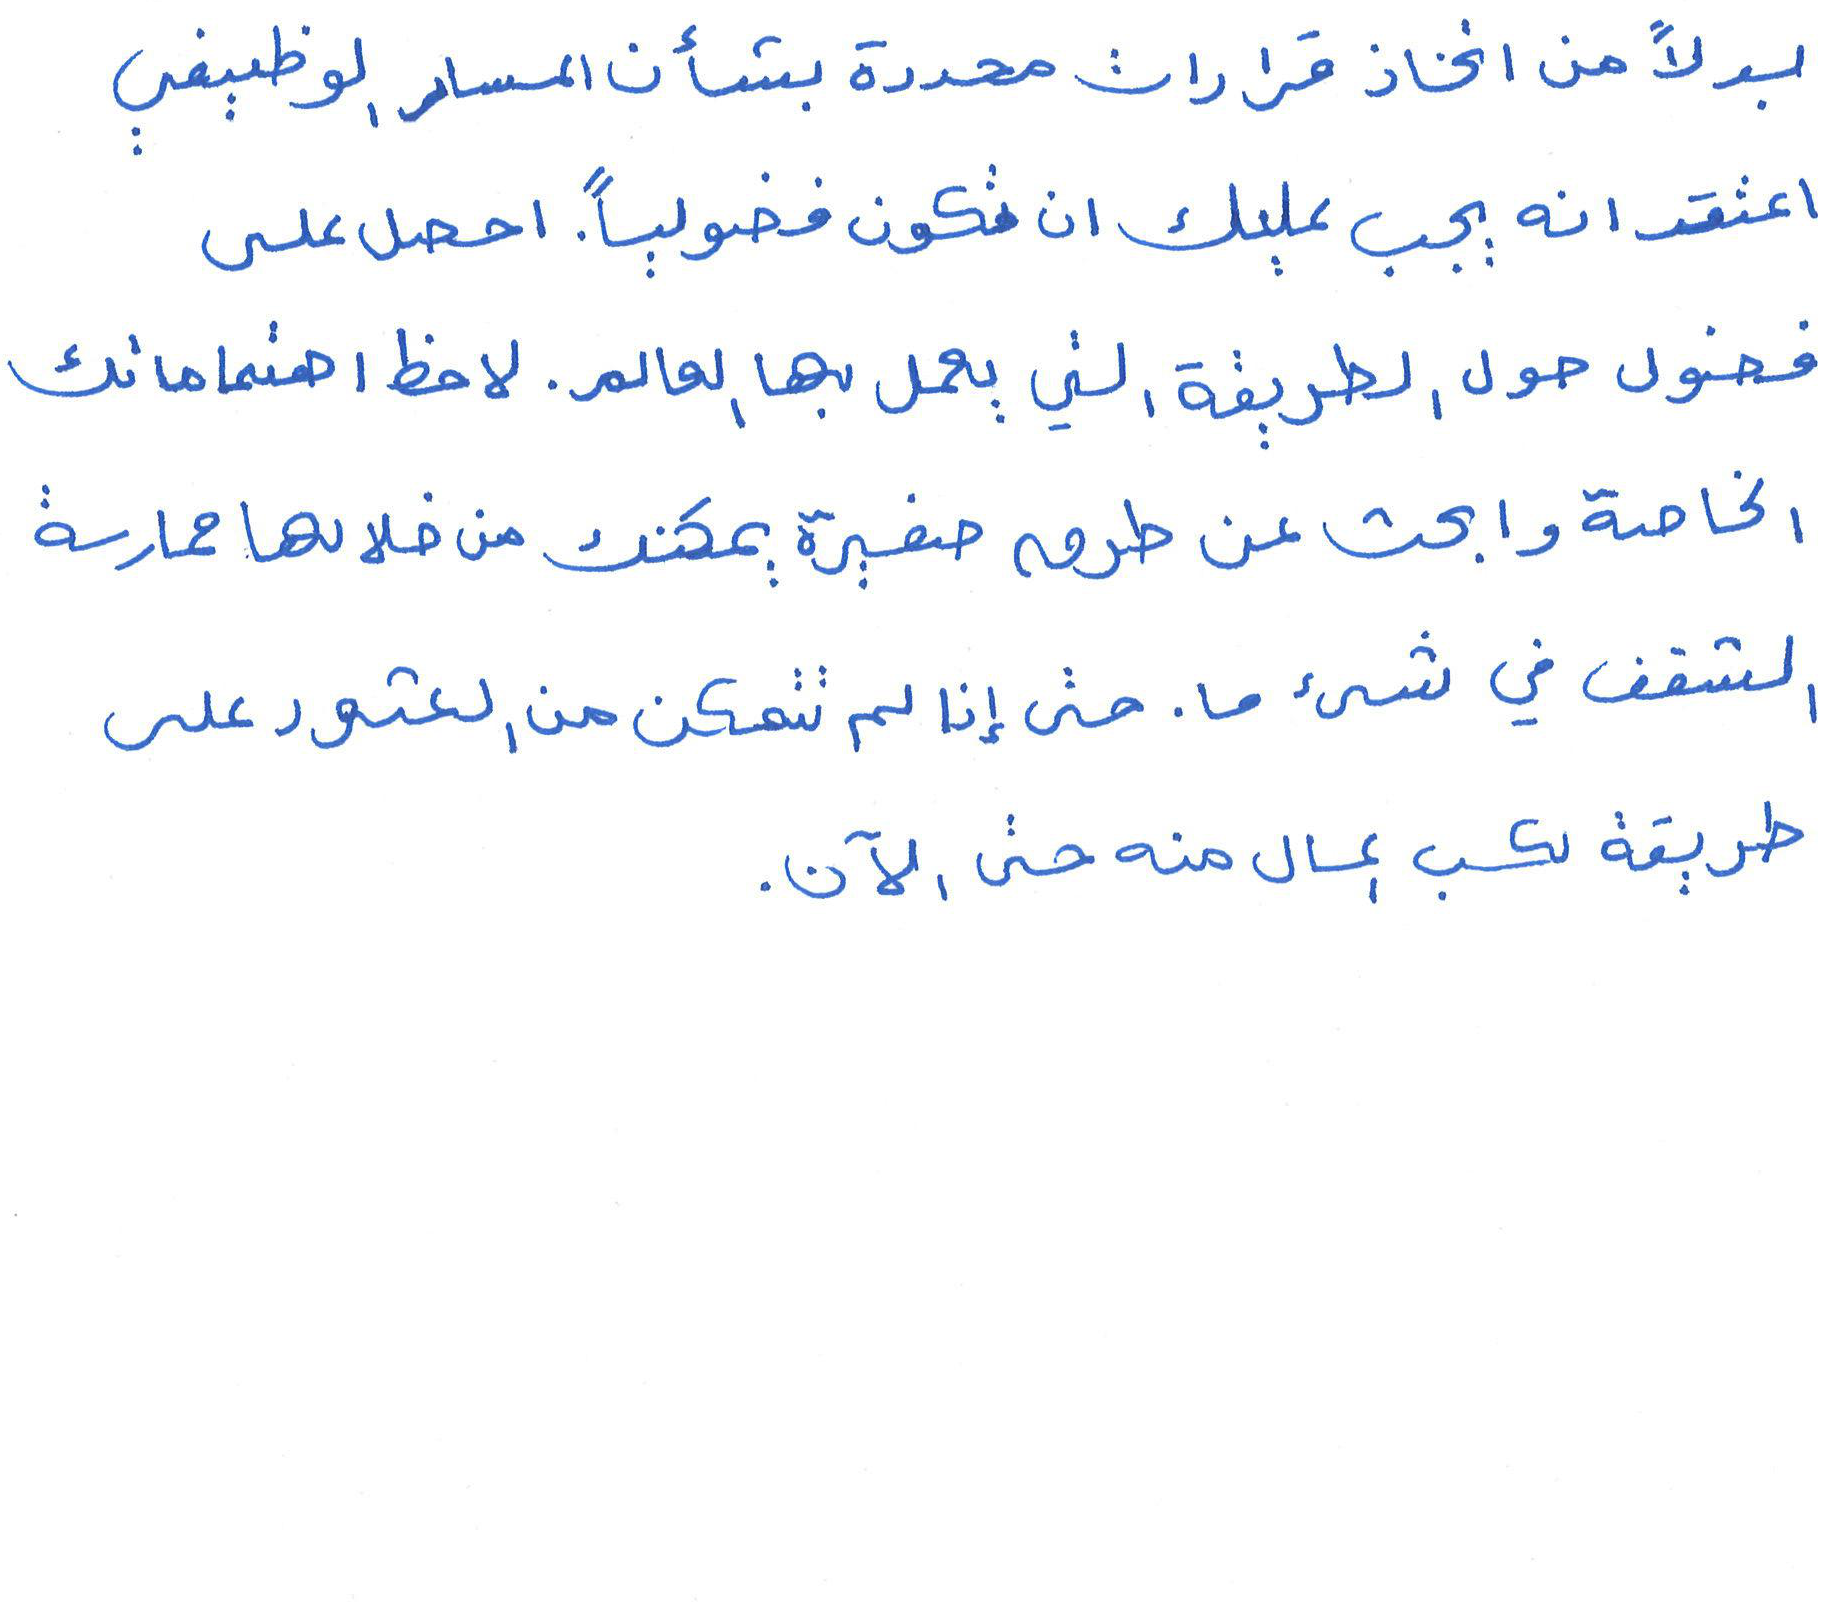 بدلاً من اتخاذ قرارات محددة بشأن المسار الوظيفي
اعتقد انه يجب عليك ان تكون فضولياً. احصل على
فضول حول الطريقة التي يعمل بها العالم. لاحظ اهتماماتك
الخاصة وابحث عن طرق صغيرة يمكنك من خلالها ممارسة
الشغف في شيء ما. حتى إذا لم تتمكن من العثور على
طريقة لكسب المال منه حتى الآن.